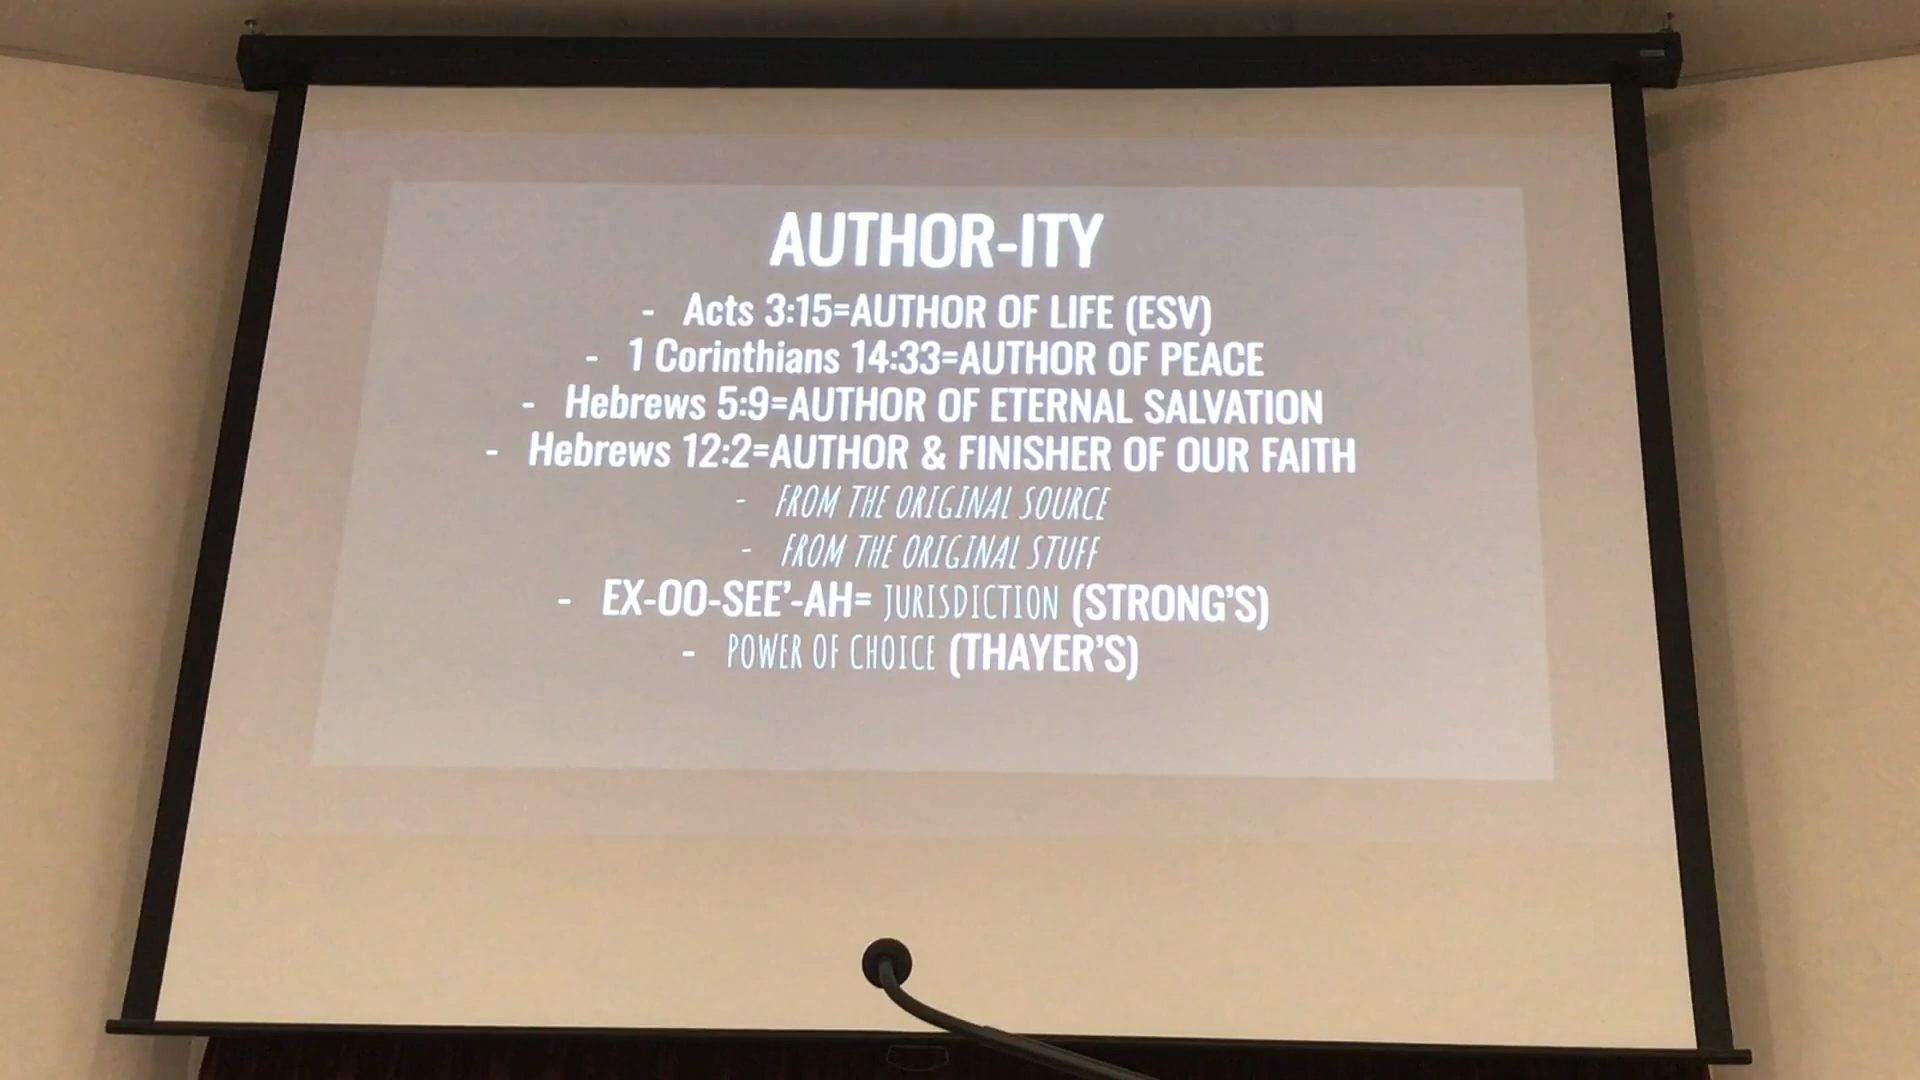 AUTHOR-ITY
- Acts 3:15=AUTHOR OF LIFE (ESV)
- 1 Corinthians 14:33=AUTHOR OF PEACE
- Hebrews 5:9=AUTHOR OF ETERNAL SALVATION
- Hebrews 12:2=AUTHOR & FINISHER OF OUR FAITH
- FROM THE ORIGINAL SOURCE
- FROM THE ORIGINAL STUFF
- EX-OO-SEE’-AH= JURISDICTION (STRONG’S)
- POWER OF CHOICE (THAYER’S)